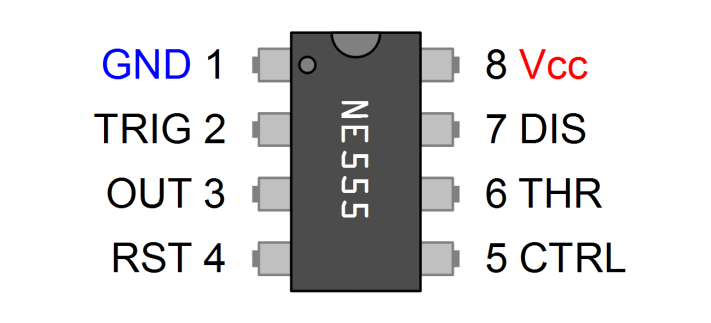 GND 1
TRIG 2
OUT 3
RST 4
NE555
8 Vcc
7 DIS
6 THR
5 CTRL